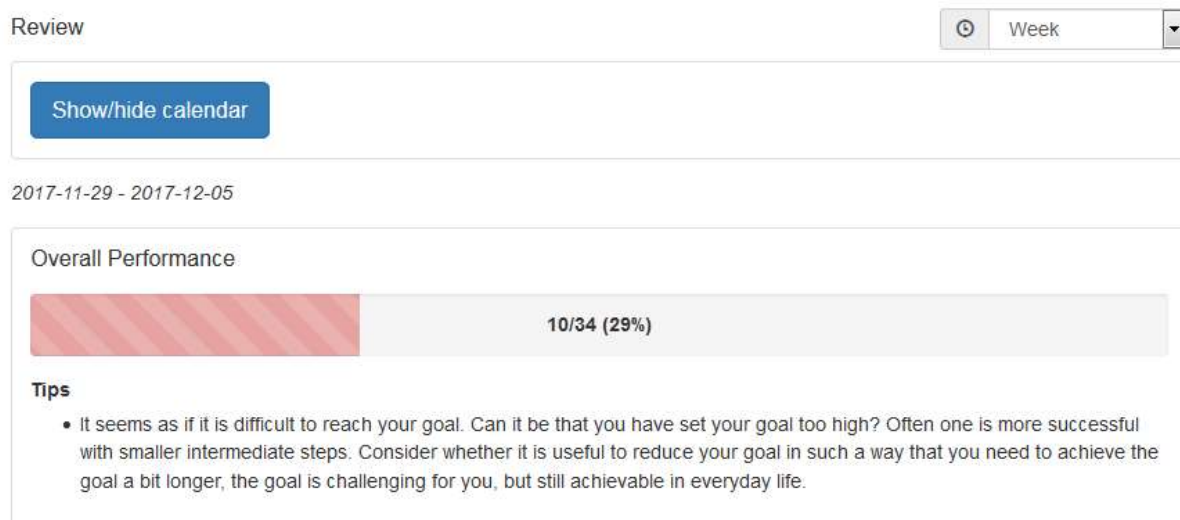 Review
Week
Show/hide calendar
2017-11-29 - 2017-12-05
Overall Performance
10/34 (29%)
Tips
• It seems as if it is difficult to reach your goal. Can it be that you have set your goal too high? Often one is more successful
with smaller intermediate steps. Consider whether it is useful to reduce your goal in such a way that you need to achieve the
goal a bit longer, the goal is challenging for you, but still achievable in everyday life.